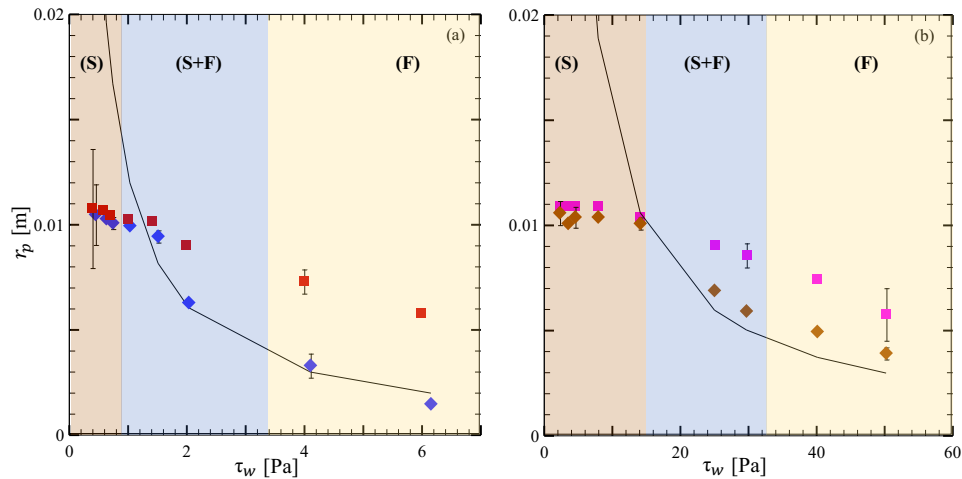 0.02
(a)
(S)
(S+F)
(F)
0.01
r_p [m]
0
0
2
4
6
τ_w [Pa]
0.02
(b)
(S)
(S+F)
(F)
0.01
0
0
20
40
60
τ_w [Pa]